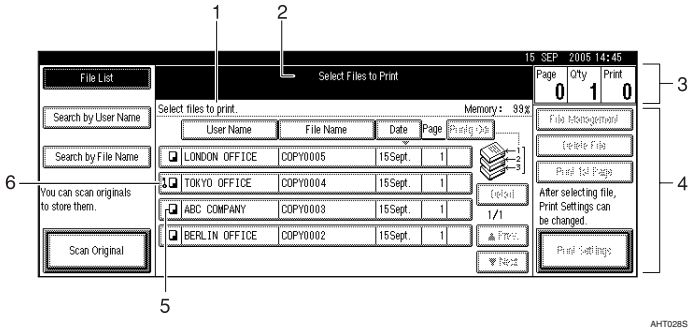 1
2
15 SEP 2005 14:45
File List
Select Files to Print
Page Q'ty Print
0 1 0
3
Select files to print.
Memory: 99%
Search by User Name
User Name File Name Date Page Print'g Ord
File Management
LONDON OFFICE COPY0005 15Sept. 1
1
2
3
Delete File
Search by File Name
6
TOKYO OFFICE COPY0004 15Sept. 1
Print 1st Page
4
You can scan originals
to store them.
Detail
After selecting file,
Print Settings can
be changed.
ABC COMPANY COPY0003 15Sept. 1
1/1
BERLIN OFFICE COPY0002 15Sept. 1
▲ Prev.
Scan Original
Print Settings
▼ Next
5
AHT028S